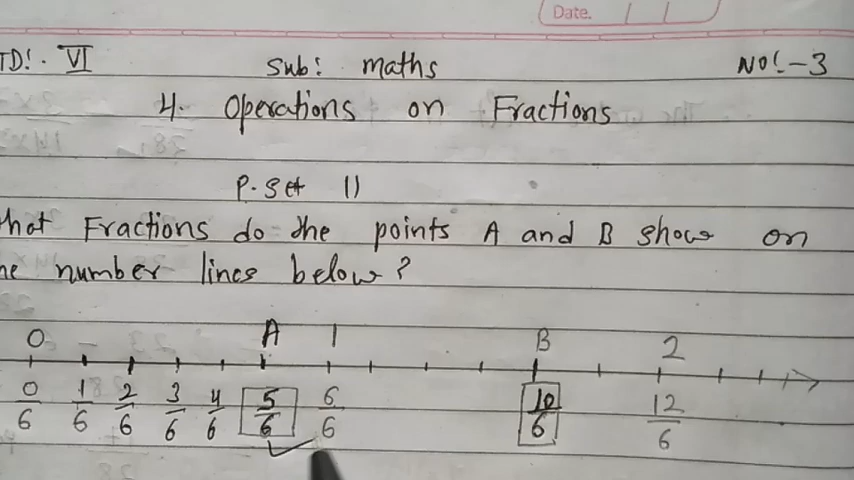 Date.
TD! . VI Sub: maths NO!-3
4. Operations on Fractions
P. Set 11
hat Fractions do the points A and B show on
he number lines below?
0 A 1 B 2
0/6 1/6 2/6 3/6 4/6 5/6 6/6 10/6 12/6